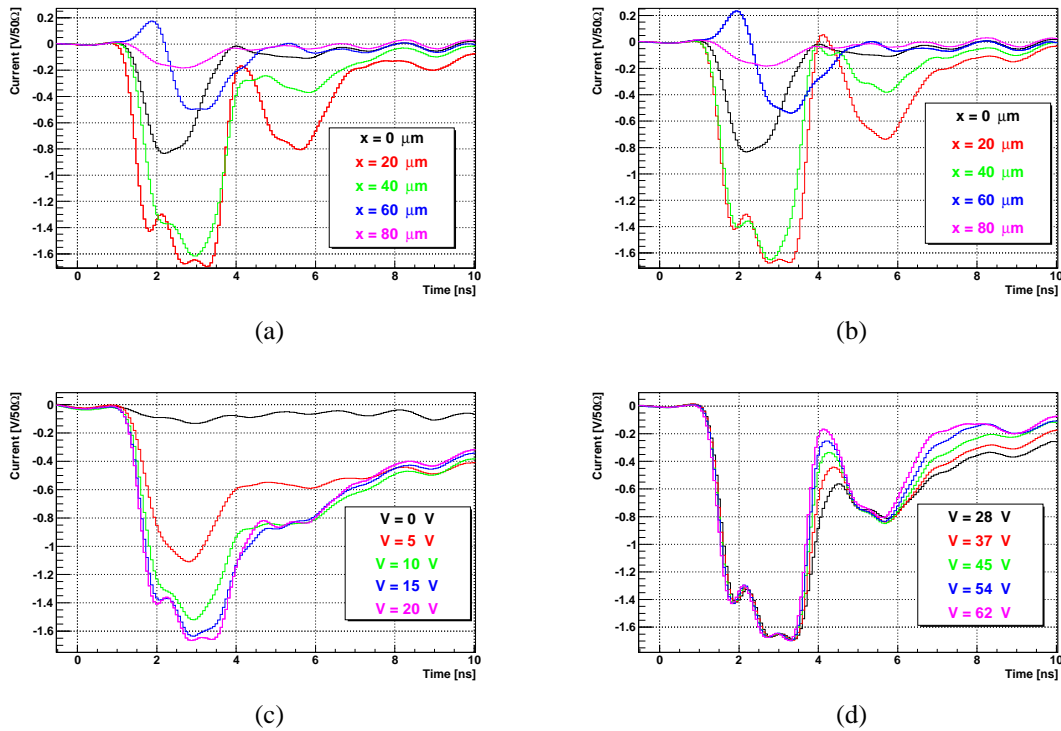 Current [V/50Ω]
0.2
0
-0.2
-0.4
-0.6
-0.8
-1
-1.2
-1.4
-1.6
x = 0 μm
x = 20 μm
x = 40 μm
x = 60 μm
x = 80 μm
0 2 4 6 8 10
Time [ns]
(a)
Current [V/50Ω]
0.2
0
-0.2
-0.4
-0.6
-0.8
-1
-1.2
-1.4
-1.6
x = 0 μm
x = 20 μm
x = 40 μm
x = 60 μm
x = 80 μm
0 2 4 6 8 10
Time [ns]
(b)
Current [V/50Ω]
0
-0.2
-0.4
-0.6
-0.8
-1
-1.2
-1.4
-1.6
V = 0 V
V = 5 V
V = 10 V
V = 15 V
V = 20 V
0 2 4 6 8 10
Time [ns]
(c)
Current [V/50Ω]
0
-0.2
-0.4
-0.6
-0.8
-1
-1.2
-1.4
-1.6
V = 28 V
V = 37 V
V = 45 V
V = 54 V
V = 62 V
0 2 4 6 8 10
Time [ns]
(d)